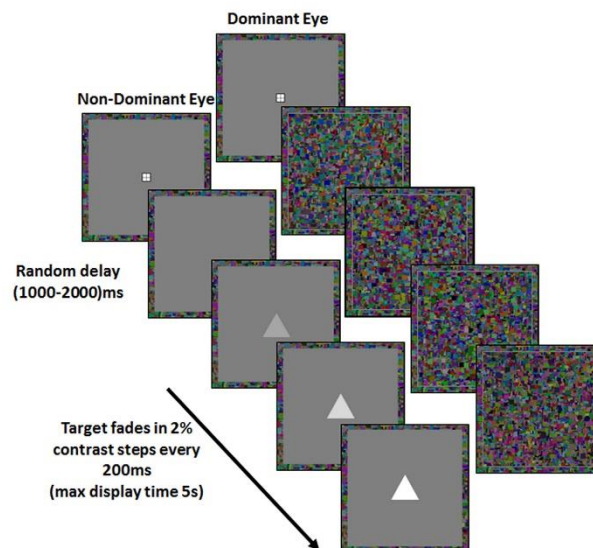 Dominant Eye
Non-Dominant Eye
Random delay
(1000-2000)ms
Target fades in 2%
contrast steps every
200ms
(max display time 5s)